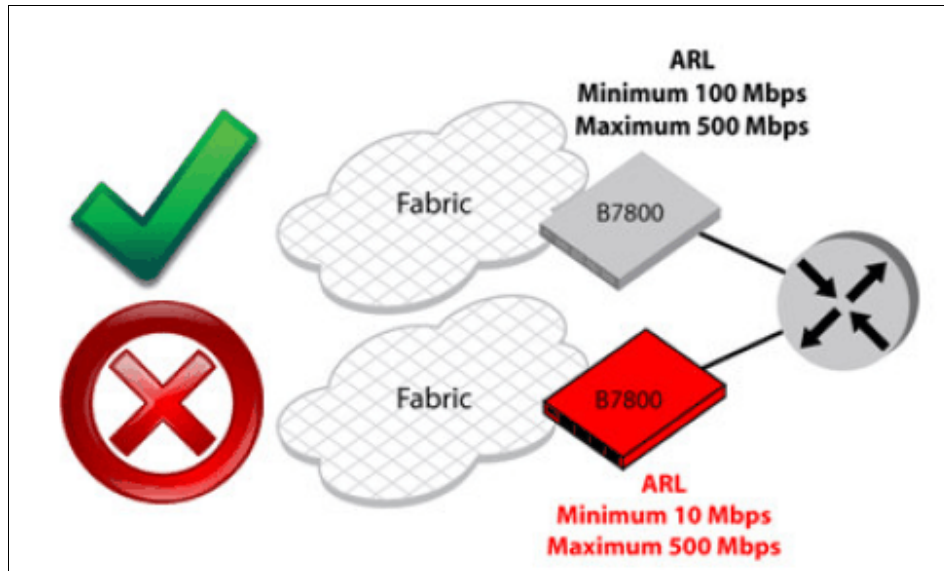 ARL
Minimum 100 Mbps
Maximum 500 Mbps
Fabric
B7800
Fabric
B7800
ARL
Minimum 10 Mbps
Maximum 500 Mbps